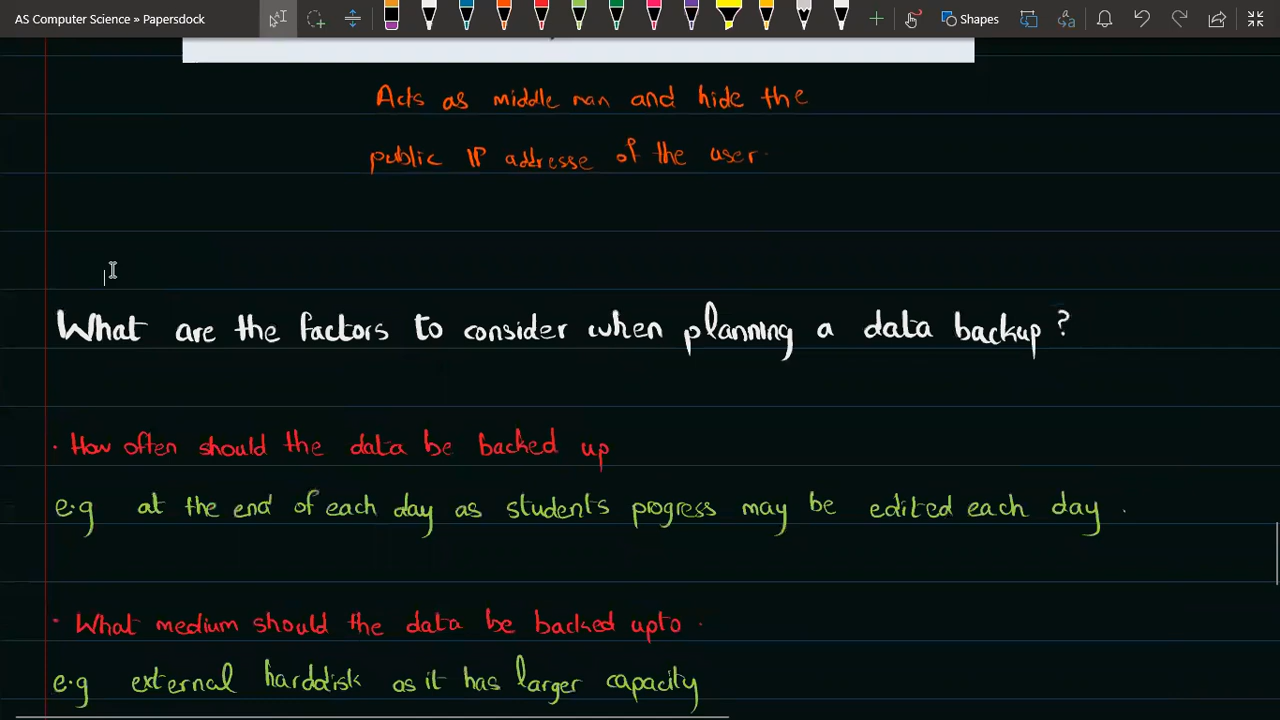 AS Computer Science » Papersdock
Shapes
Acts as middle man and hide the
public IP addresse of the user.
What are the factors to consider when planning a data backup?
· How often should the data be backed up
e.g at the end of each day as students progress may be edited each day .
· What medium should the data be backed upto .
e.g external harddisk as it has larger capacity